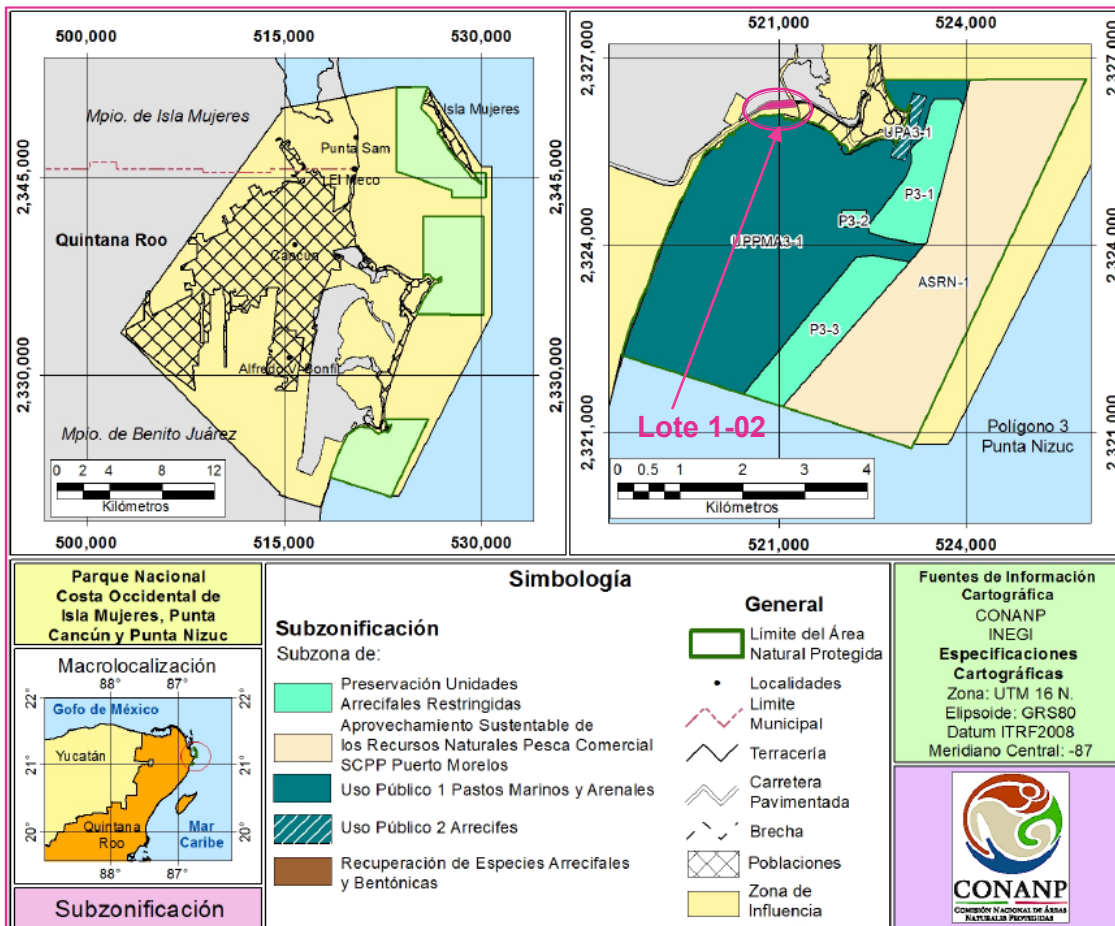 500,000 515,000 530,000
2,345,000
2,330,000
Mpio. de Isla Mujeres
Isla Mujeres
Punta Sam
El Meco
Quintana Roo
Cancún
Alfredo V. Bonfil
Mpio. de Benito Juárez
0 2 4 8 12
Kilómetros
2,345,000
2,330,000
500,000 515,000 530,000
521,000 524,000
2,327,000
2,324,000
2,321,000
UPA3-1
P3-1
P3-2
UPPMA3-1
ASRN-1
P3-3
Lote 1-02
Polígono 3
Punta Nizuc
0 0.5 1 2 3 4
Kilómetros
2,327,000
2,324,000
2,321,000
521,000 524,000
Parque Nacional
Costa Occidental de
Isla Mujeres, Punta
Cancún y Punta Nizuc
Macrolocalización
88° 87°
22°
21°
20°
Gofo de México
Yucatán
Quintana
Roo
Mar
Caribe
22°
21°
20°
88° 87°
Subzonificación
Simbología
Subzonificación
Subzona de:
Preservación Unidades
Arrecifales Restringidas
Aprovechamiento Sustentable de
los Recursos Naturales Pesca Comercial
SCPP Puerto Morelos
Uso Público 1 Pastos Marinos y Arenales
Uso Público 2 Arrecifes
Recuperación de Especies Arrecifales
y Bentónicas
General
Límite del Área
Natural Protegida
Localidades
Limite
Municipal
Terracería
Carretera
Pavimentada
Brecha
Poblaciones
Zona de
Influencia
Fuentes de Información
Cartográfica
CONANP
INEGI
Especificaciones
Cartográficas
Zona: UTM 16 N.
Elipsoide: GRS80
Datum ITRF2008
Meridiano Central: -87
CONANP
COMISIÓN NACIONAL DE ÁREAS
NATURALES PROTEGIDAS